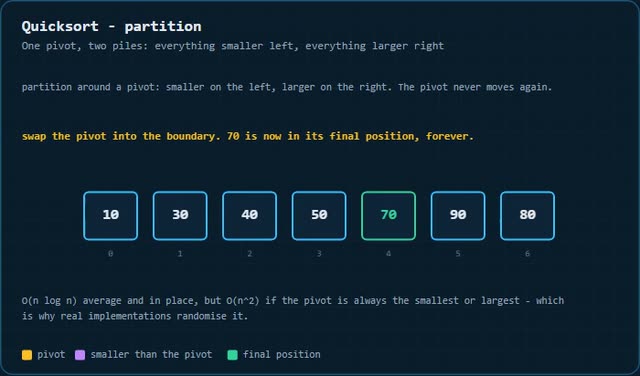 Quicksort - partition
One pivot, two piles: everything smaller left, everything larger right
partition around a pivot: smaller on the left, larger on the right. The pivot never moves again.
swap the pivot into the boundary. 70 is now in its final position, forever.
10 30 40 50 70 90 80
0 1 2 3 4 5 6
O(n log n) average and in place, but O(n^2) if the pivot is always the smallest or largest - which
is why real implementations randomise it.
pivot smaller than the pivot final position